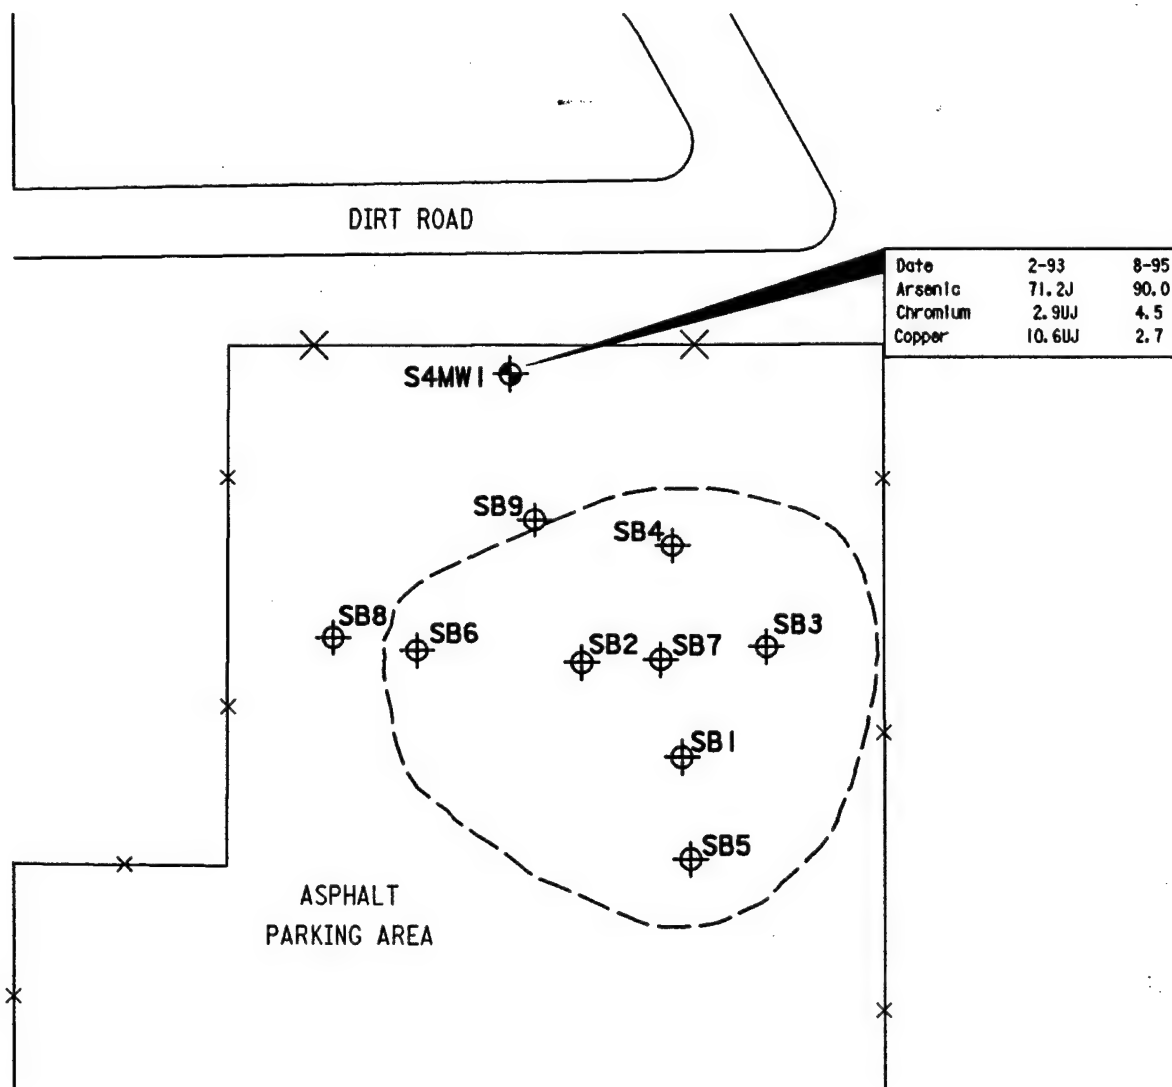 DIRT ROAD
Date 2-93 8-95
Arsenic 71.2J 90.0
Chromium 2.9UJ 4.5
Copper 10.6UJ 2.7
S4MW1
SB9
SB4
SB8
SB6
SB2
SB7
SB3
SB1
SB5
ASPHALT
PARKING AREA